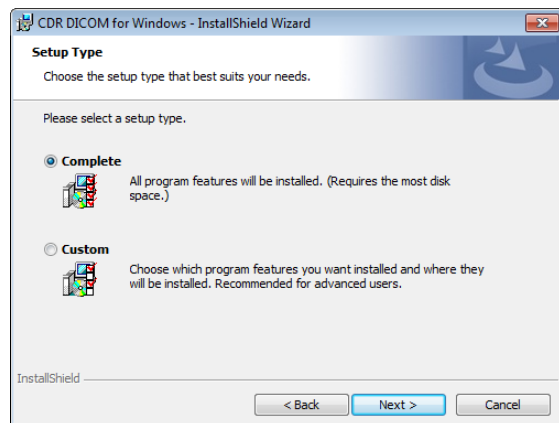 CDR DICOM for Windows - InstallShield Wizard
Setup Type
Choose the setup type that best suits your needs.
Please select a setup type.
Complete
All program features will be installed. (Requires the most disk
space.)
Custom
Choose which program features you want installed and where they
will be installed. Recommended for advanced users.
InstallShield
< Back Next > Cancel